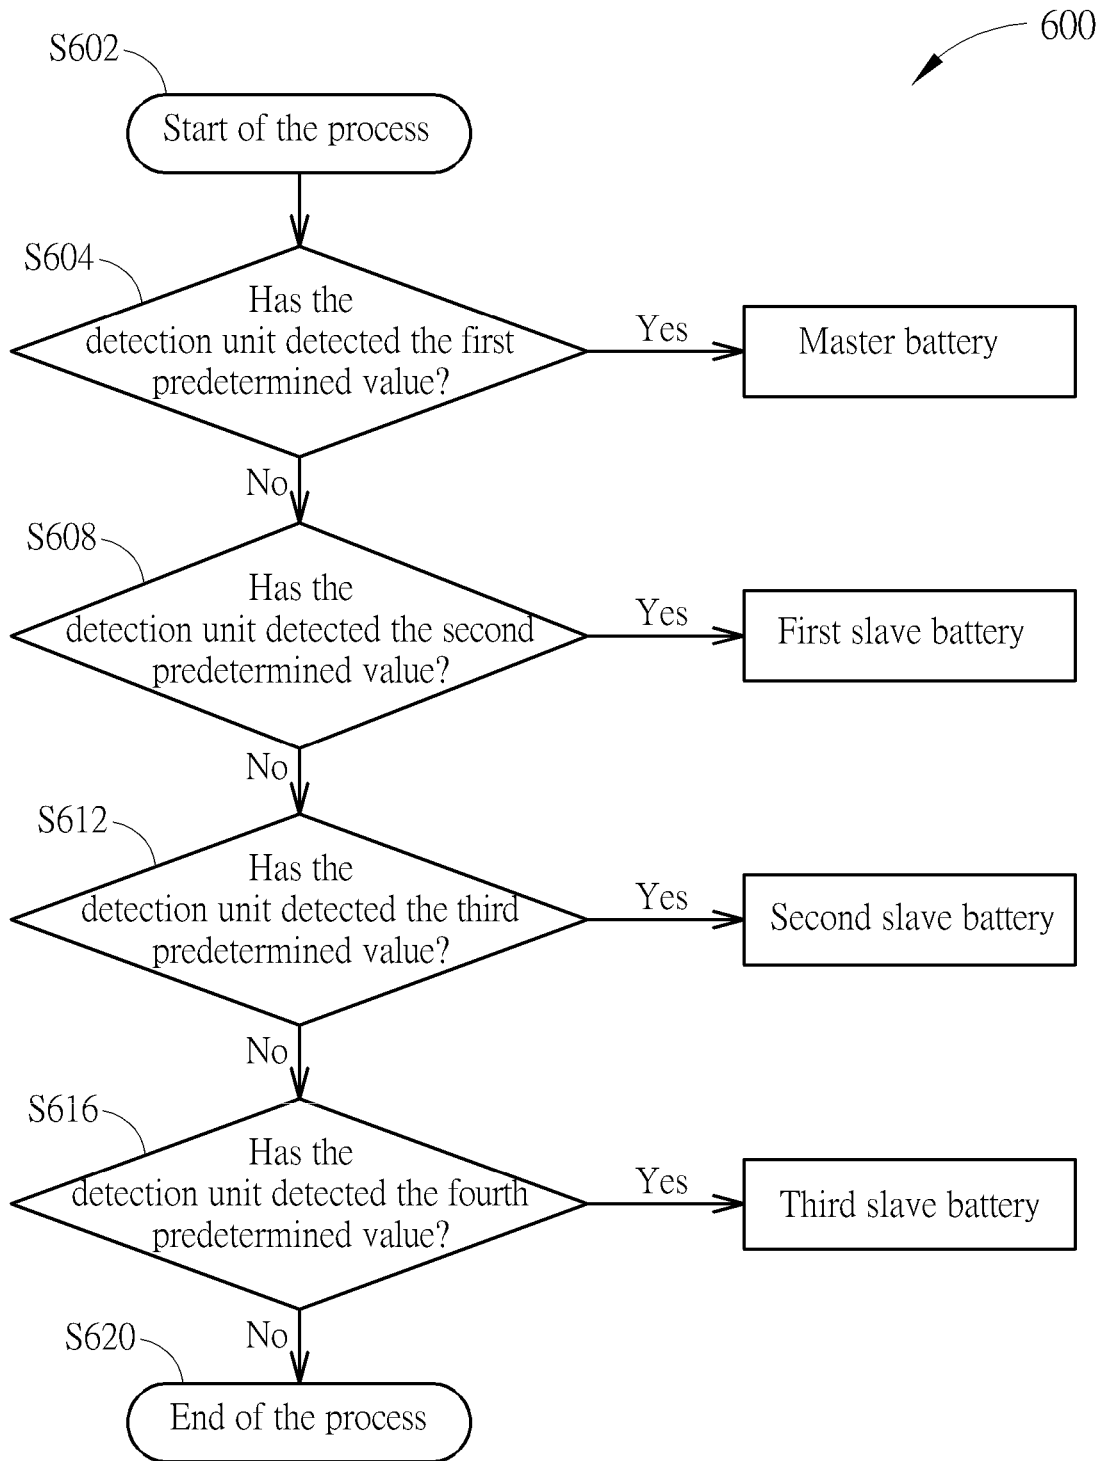 600
S602
Start of the process
S604
Has the
detection unit detected the first
predetermined value?
Yes
Master battery
No
S608
Has the
detection unit detected the second
predetermined value?
Yes
First slave battery
No
S612
Has the
detection unit detected the third
predetermined value?
Yes
Second slave battery
No
S616
Has the
detection unit detected the fourth
predetermined value?
Yes
Third slave battery
No
S620
End of the process